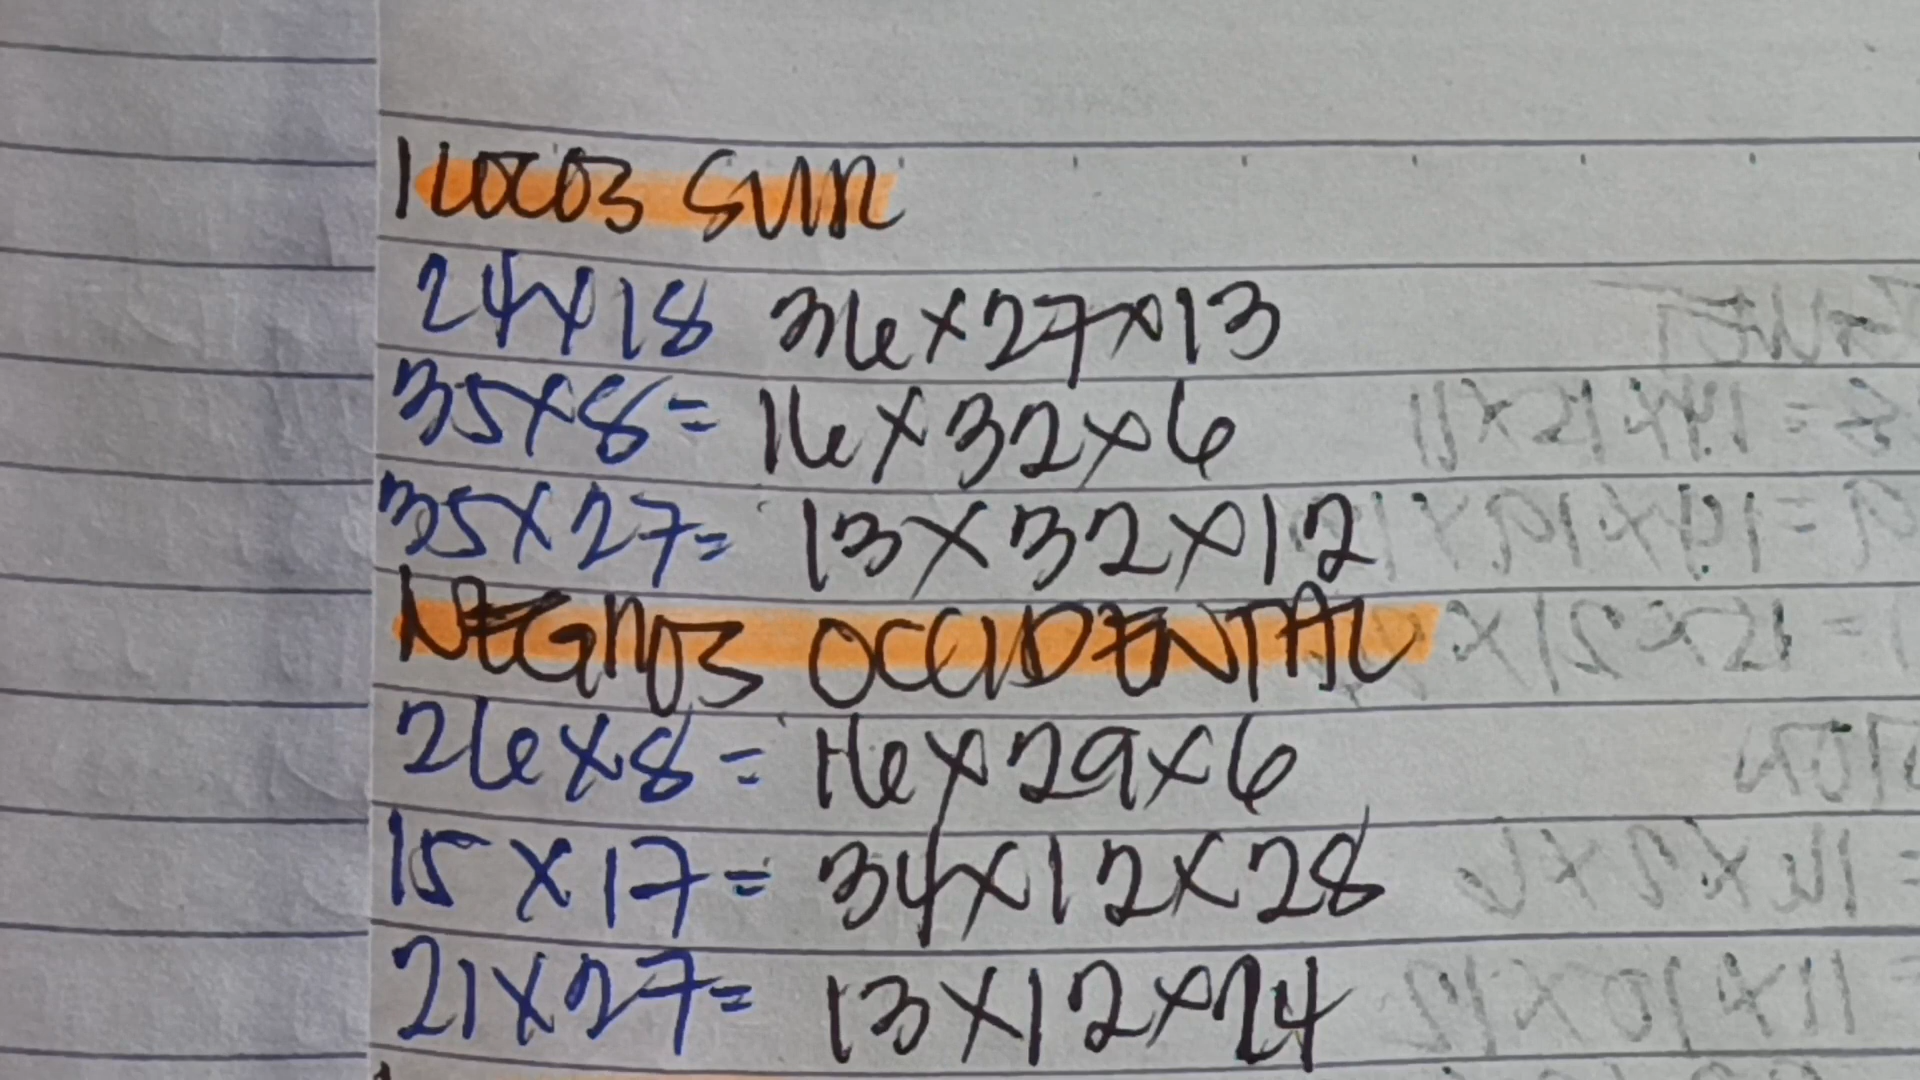 ILOCOS SUR
24x18 36x27x13
35x8= 16x32x6
35x27= 13x32x12
NEGROS OCCIDENTAL
26x8= 16x29x6
15x17= 34x12x28
21x27= 13x12x24